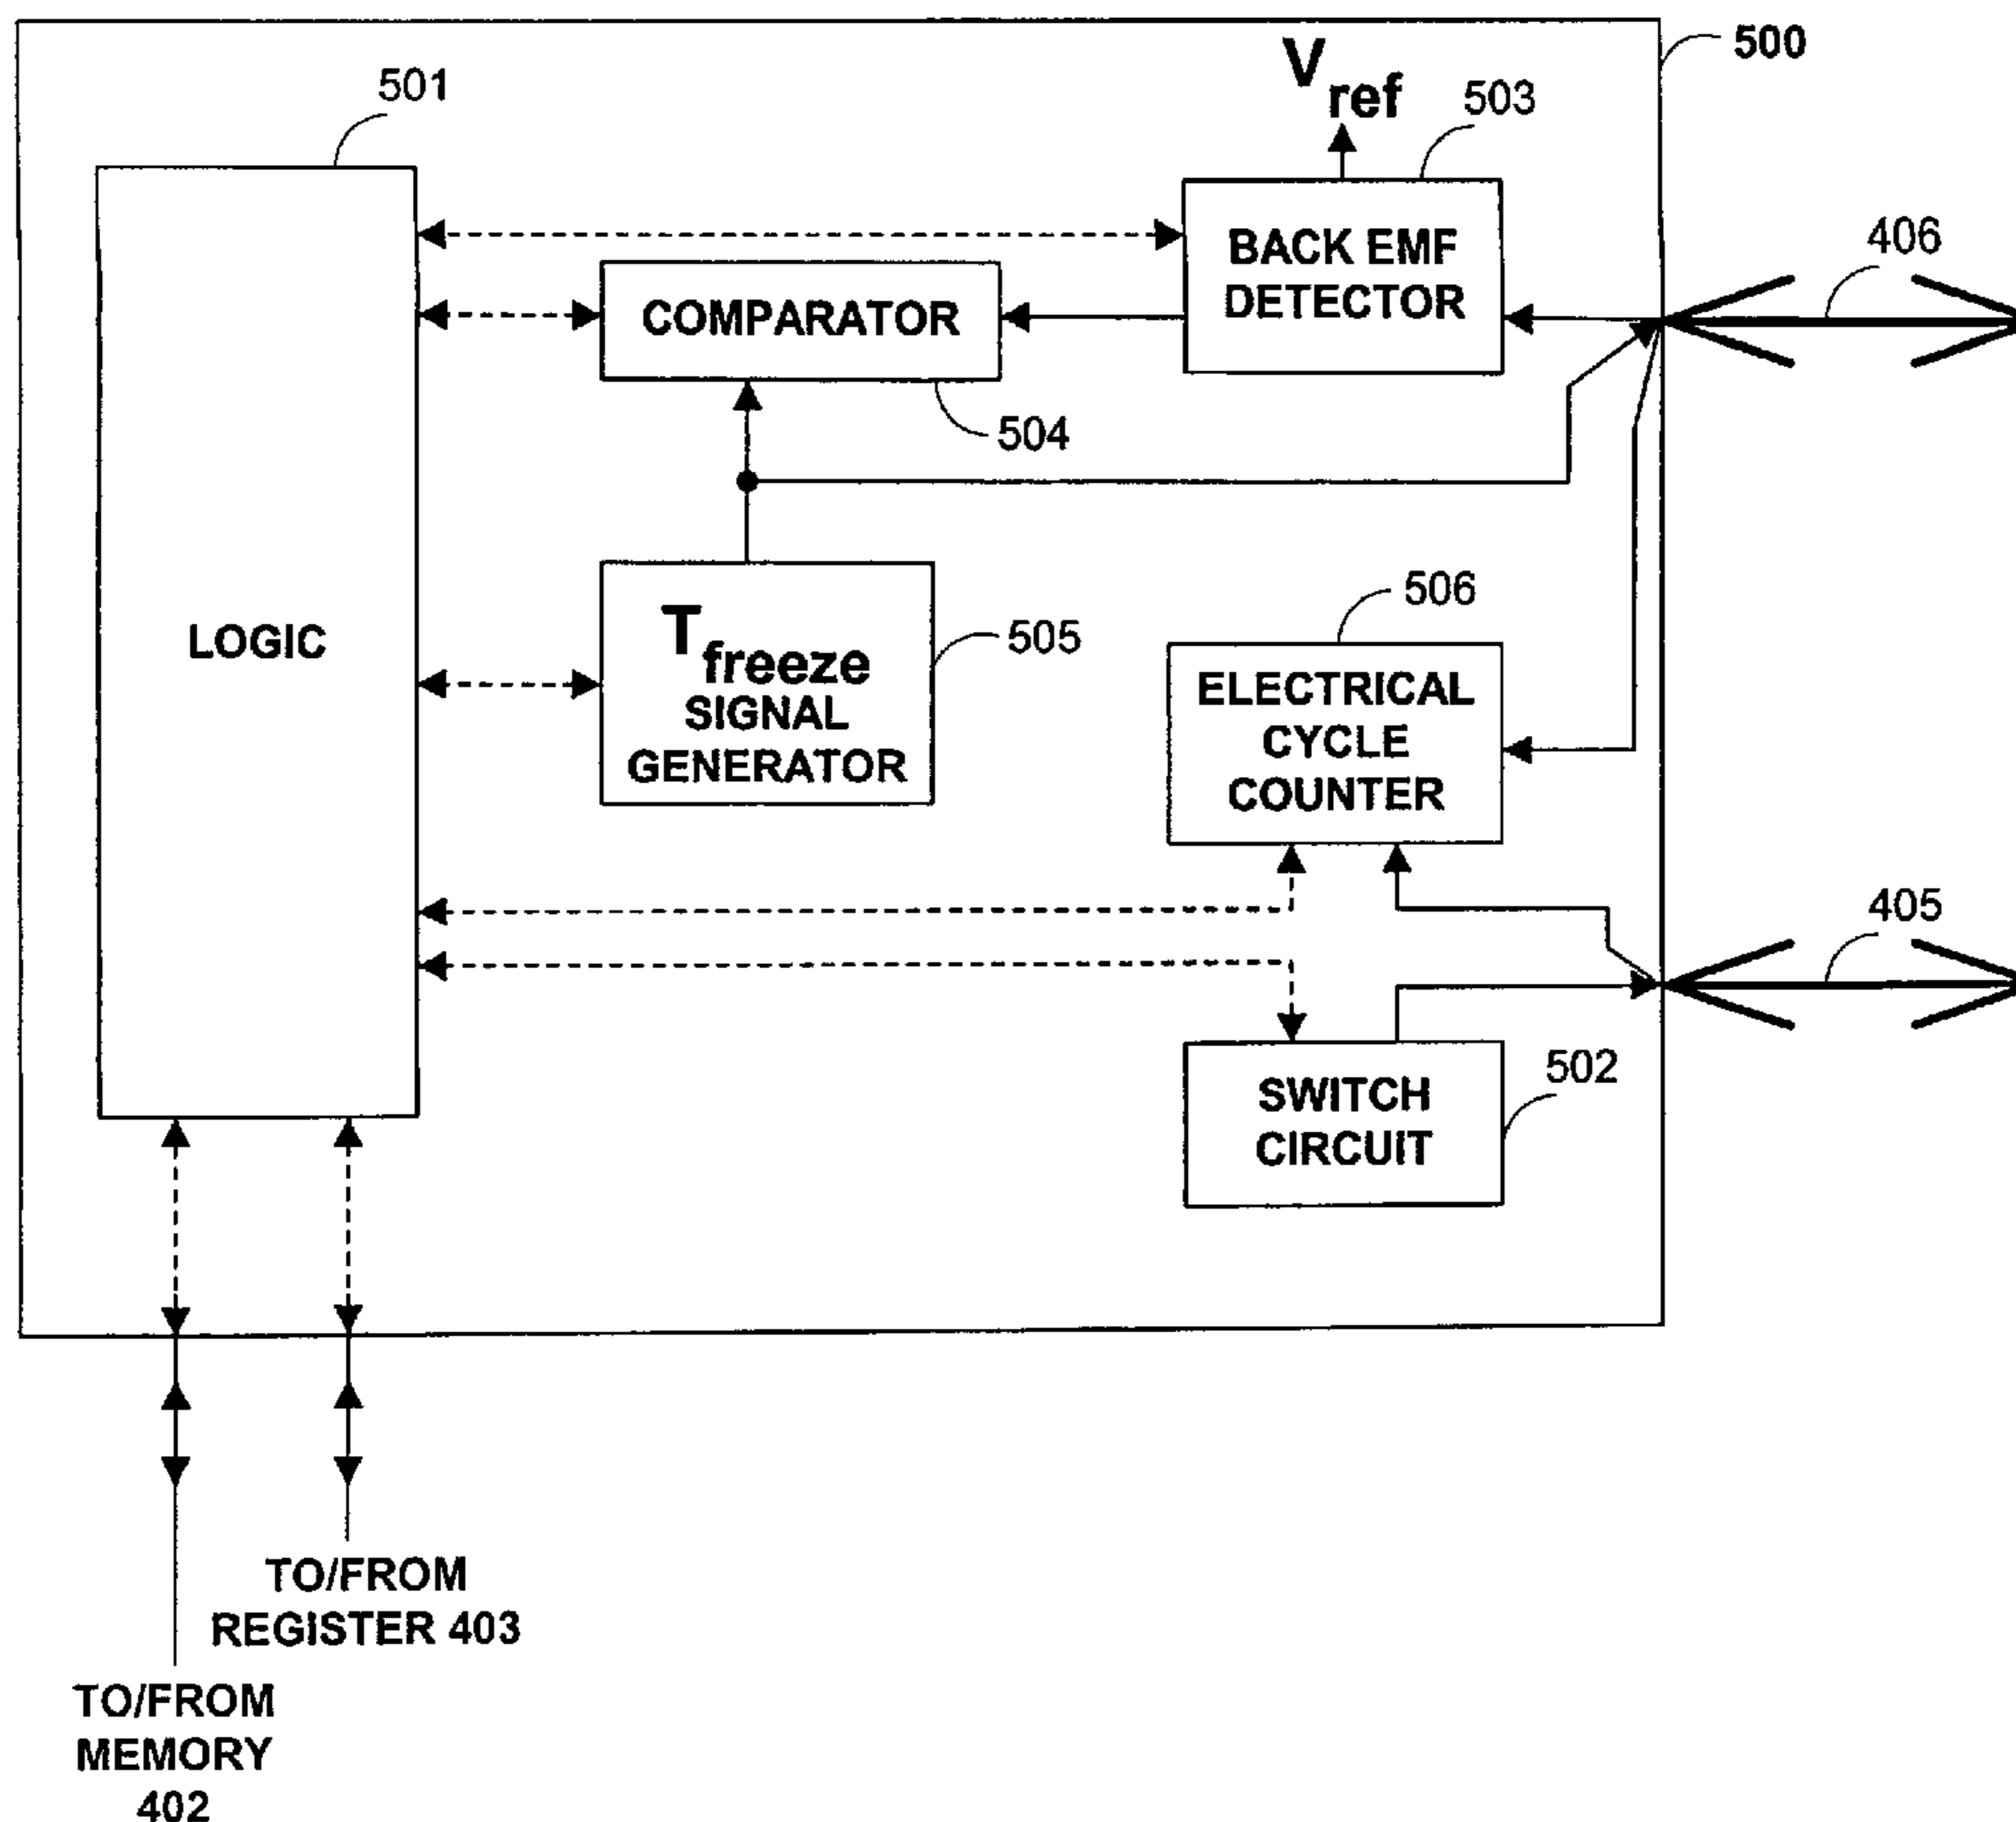 500
V
ref
501
503
BACK EMF
DETECTOR
406
COMPARATOR
504
LOGIC
T
freeze
SIGNAL
GENERATOR
505
506
ELECTRICAL
CYCLE
COUNTER
405
502
SWITCH
CIRCUIT
TO/FROM
REGISTER 403
TO/FROM
MEMORY
402